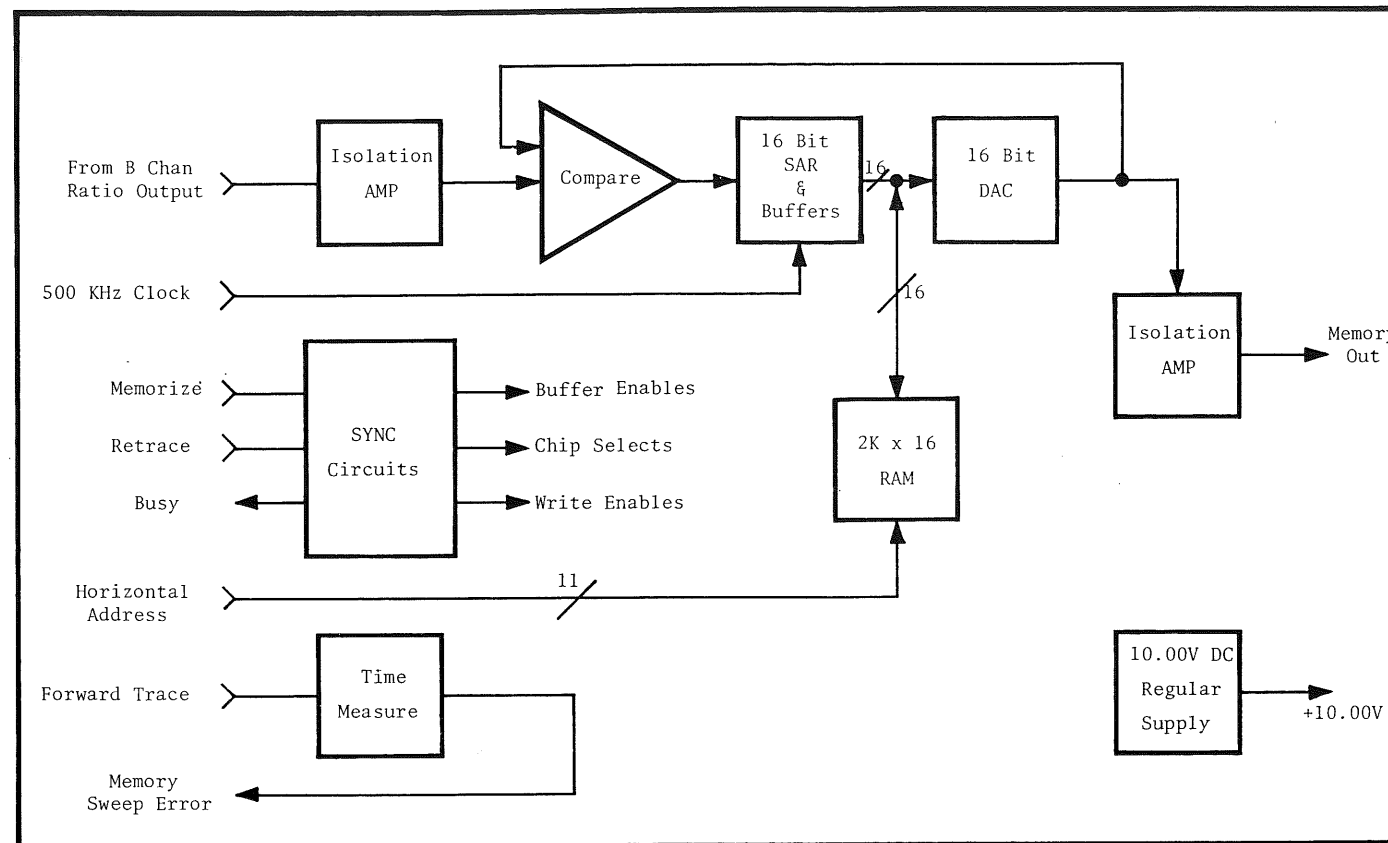 From B Chan
Ratio Output
Isolation
AMP
Compare
16 Bit
SAR
&
Buffers
16
16 Bit
DAC
500 KHz Clock
16
Isolation
AMP
Memory
Out
Memorize
Retrace
Busy
SYNC
Circuits
Buffer Enables
Chip Selects
Write Enables
2K x 16
RAM
Horizontal
Address
11
Forward Trace
Time
Measure
Memory
Sweep Error
10.00V DC
Regular
Supply
+10.00V